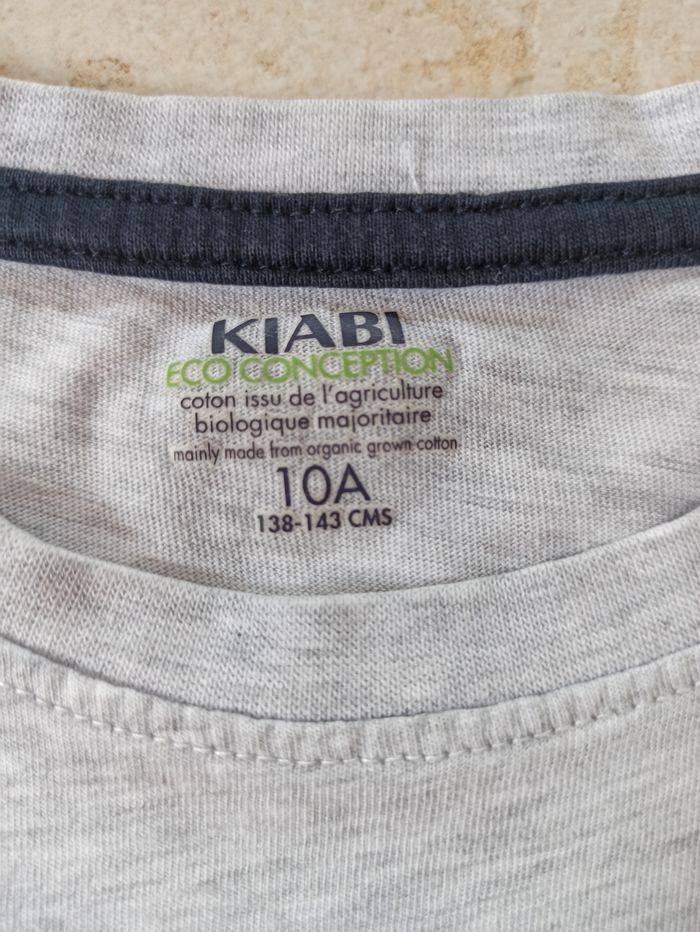 KIABI
ECO CONCEPTION
coton issu de l'agriculture
biologique majoritaire
mainly made from organic grown cotton
10A
138-143 CMS